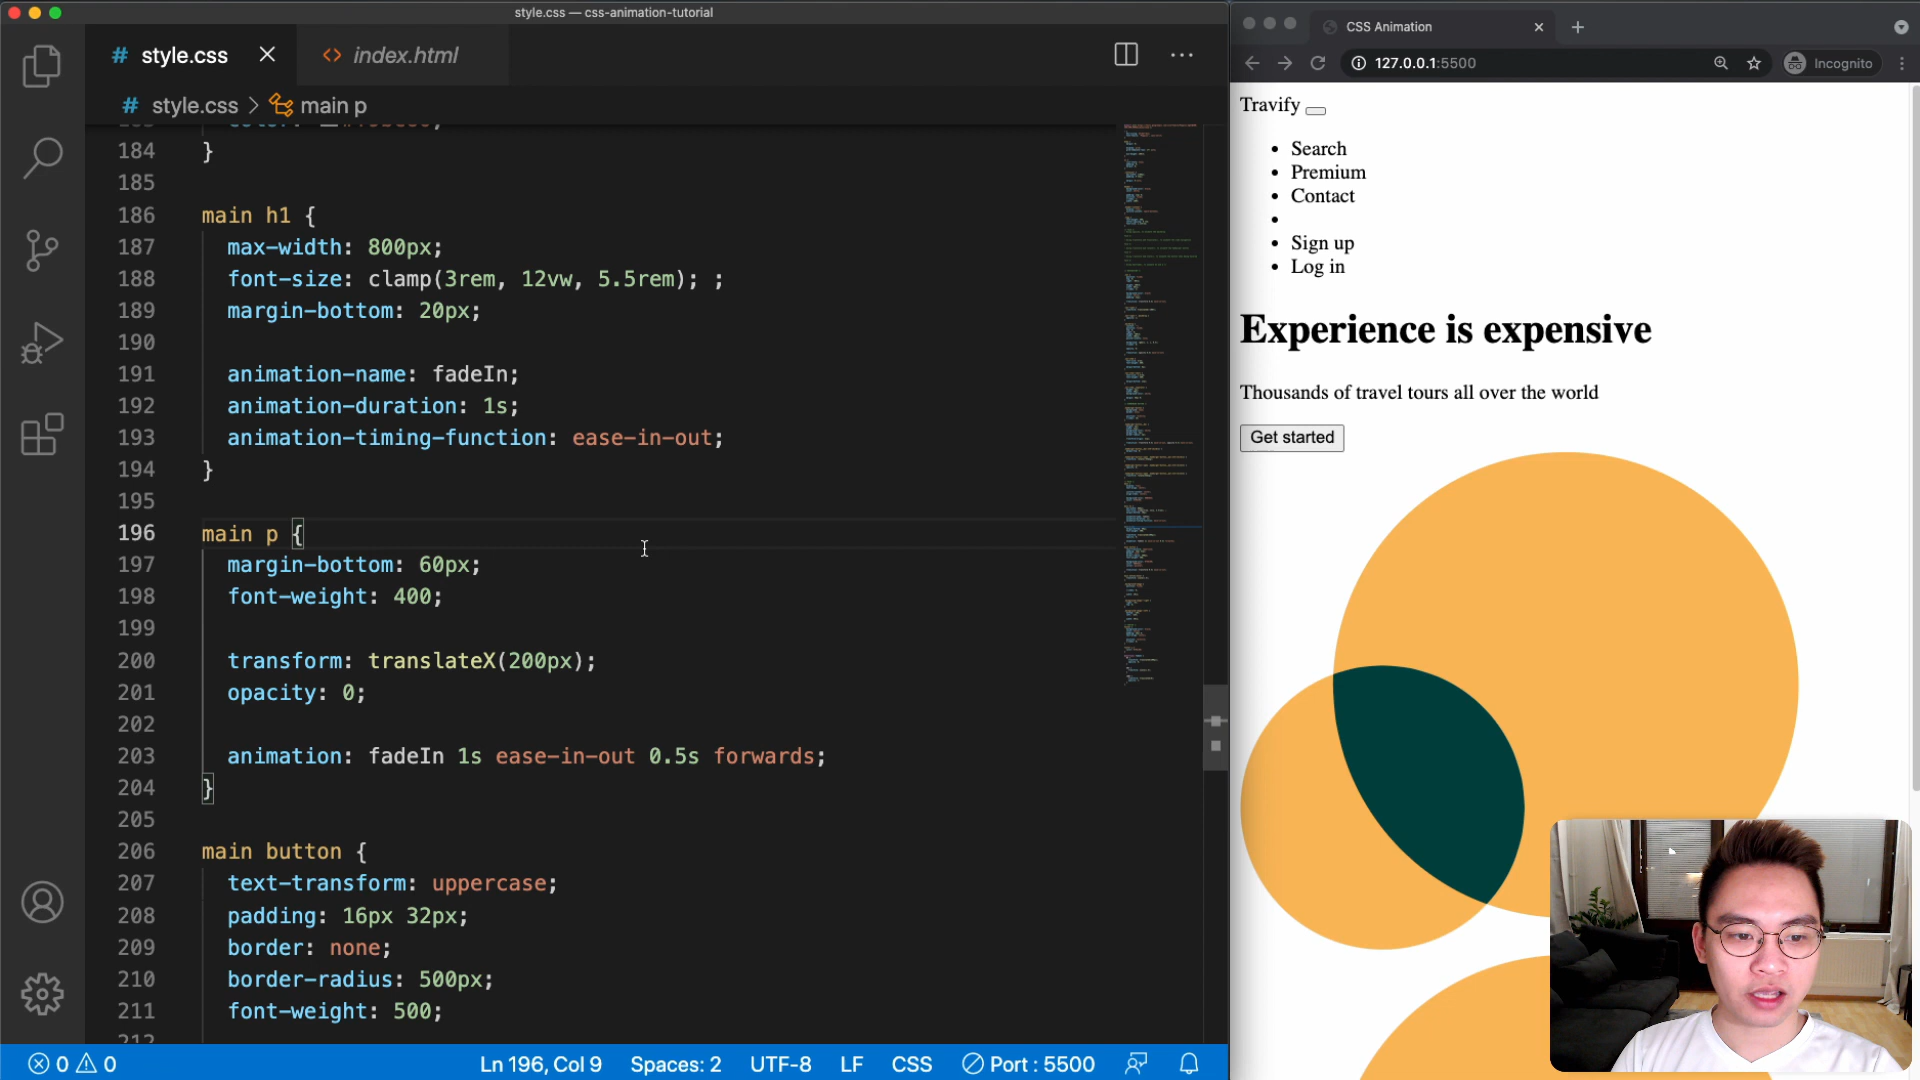 style.css — css-animation-tutorial
# style.css
<> index.html
# style.css > main p
184 }
185
186 main h1 {
187 max-width: 800px;
188 font-size: clamp(3rem, 12vw, 5.5rem); ;
189 margin-bottom: 20px;
190
191 animation-name: fadeIn;
192 animation-duration: 1s;
193 animation-timing-function: ease-in-out;
194 }
195
196 main p {
197 margin-bottom: 60px;
198 font-weight: 400;
199
200 transform: translateX(200px);
201 opacity: 0;
202
203 animation: fadeIn 1s ease-in-out 0.5s forwards;
204 }
205
206 main button {
207 text-transform: uppercase;
208 padding: 16px 32px;
209 border: none;
210 border-radius: 500px;
211 font-weight: 500;
212
0 0
Ln 196, Col 9
Spaces: 2
UTF-8
LF
CSS
Port : 5500
CSS Animation
127.0.0.1:5500
Incognito
Travify
Search
Premium
Contact
Sign up
Log in
Experience is expensive
Thousands of travel tours all over the world
Get started